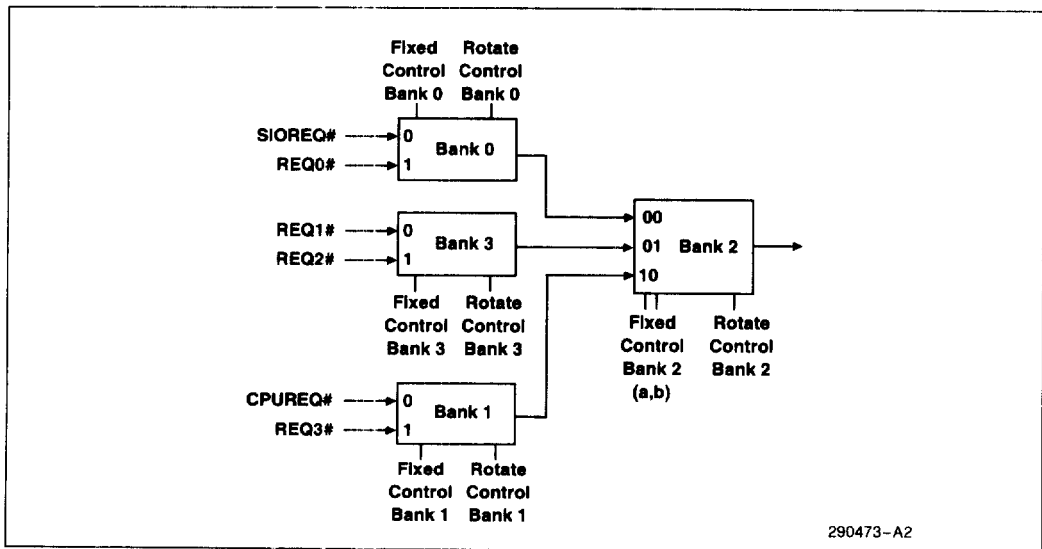 Fixed Control Bank 0
Rotate Control Bank 0
SIOREQ#
REQ0#
0
1
Bank 0
REQ1#
REQ2#
0
1
Bank 3
Fixed Control Bank 3
Rotate Control Bank 3
00
01
10
Bank 2
Fixed Control Bank 2 (a,b)
Rotate Control Bank 2
CPUREQ#
REQ3#
0
1
Bank 1
Fixed Control Bank 1
Rotate Control Bank 1
290473-A2